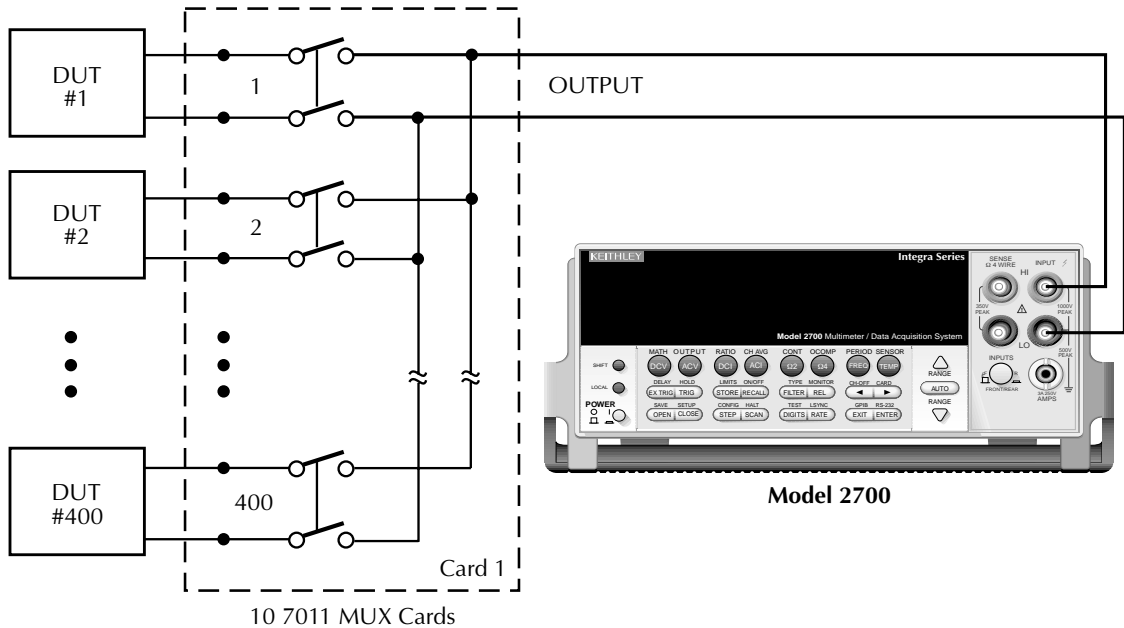 DUT
#1
1
OUTPUT
DUT
#2
2
DUT
#400
400
Card 1
10 7011 MUX Cards
KEITHLEY
Integra Series
Model 2700 Multimeter / Data Acquisition System
SENSE
Ω 4 WIRE
INPUT
HI
350V
PEAK
1000V
PEAK
LO
500V
PEAK
INPUTS
F
R
FRONT/REAR
3A 250V
AMPS
MATH OUTPUT RATIO CH AVG CONT OCOMP PERIOD SENSOR
SHIFT
DCV ACV DCI ACI Ω2 Ω4 FREQ TEMP
DELAY HOLD LIMITS ON/OFF TYPE MONITOR CH-OFF CARD
LOCAL
EX TRIG TRIG STORE RECALL FILTER REL
POWER
SAVE SETUP CONFIG HALT TEST LSYNC GPIB RS-232
OPEN CLOSE STEP SCAN DIGITS RATE EXIT ENTER
RANGE
AUTO
RANGE
Model 2700